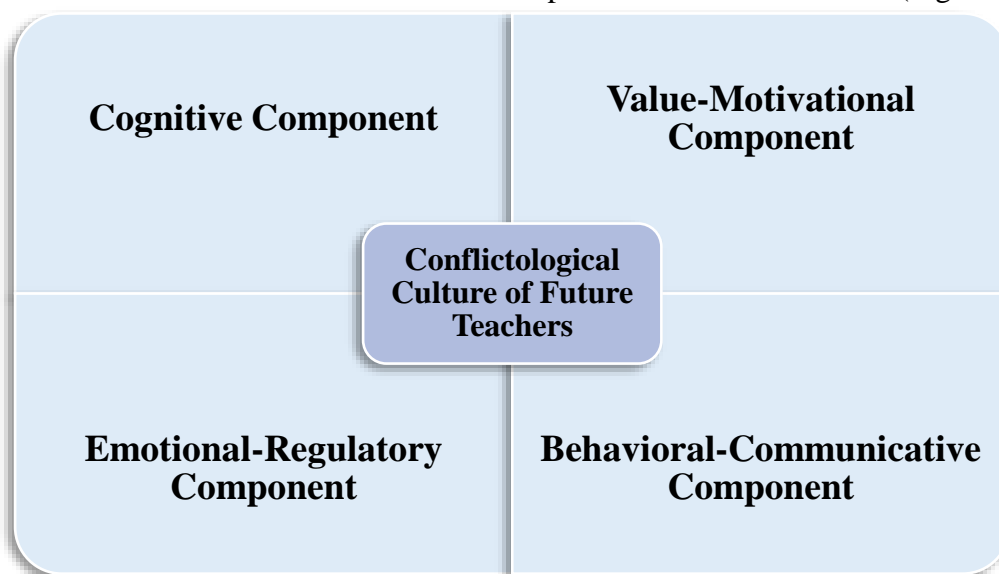 Cognitive Component
Value-Motivational
Component
Conflictological
Culture of Future
Teachers
Emotional-Regulatory
Component
Behavioral-Communicative
Component